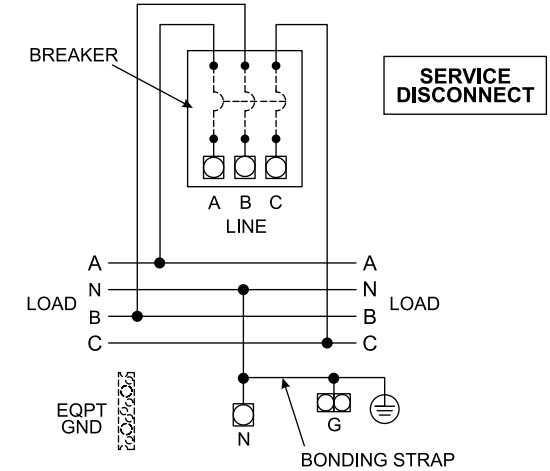 BREAKER
SERVICE
DISCONNECT
A B C
LINE
A A
N N
LOAD LOAD
B B
C C
EQPT
GND
N
G
BONDING STRAP